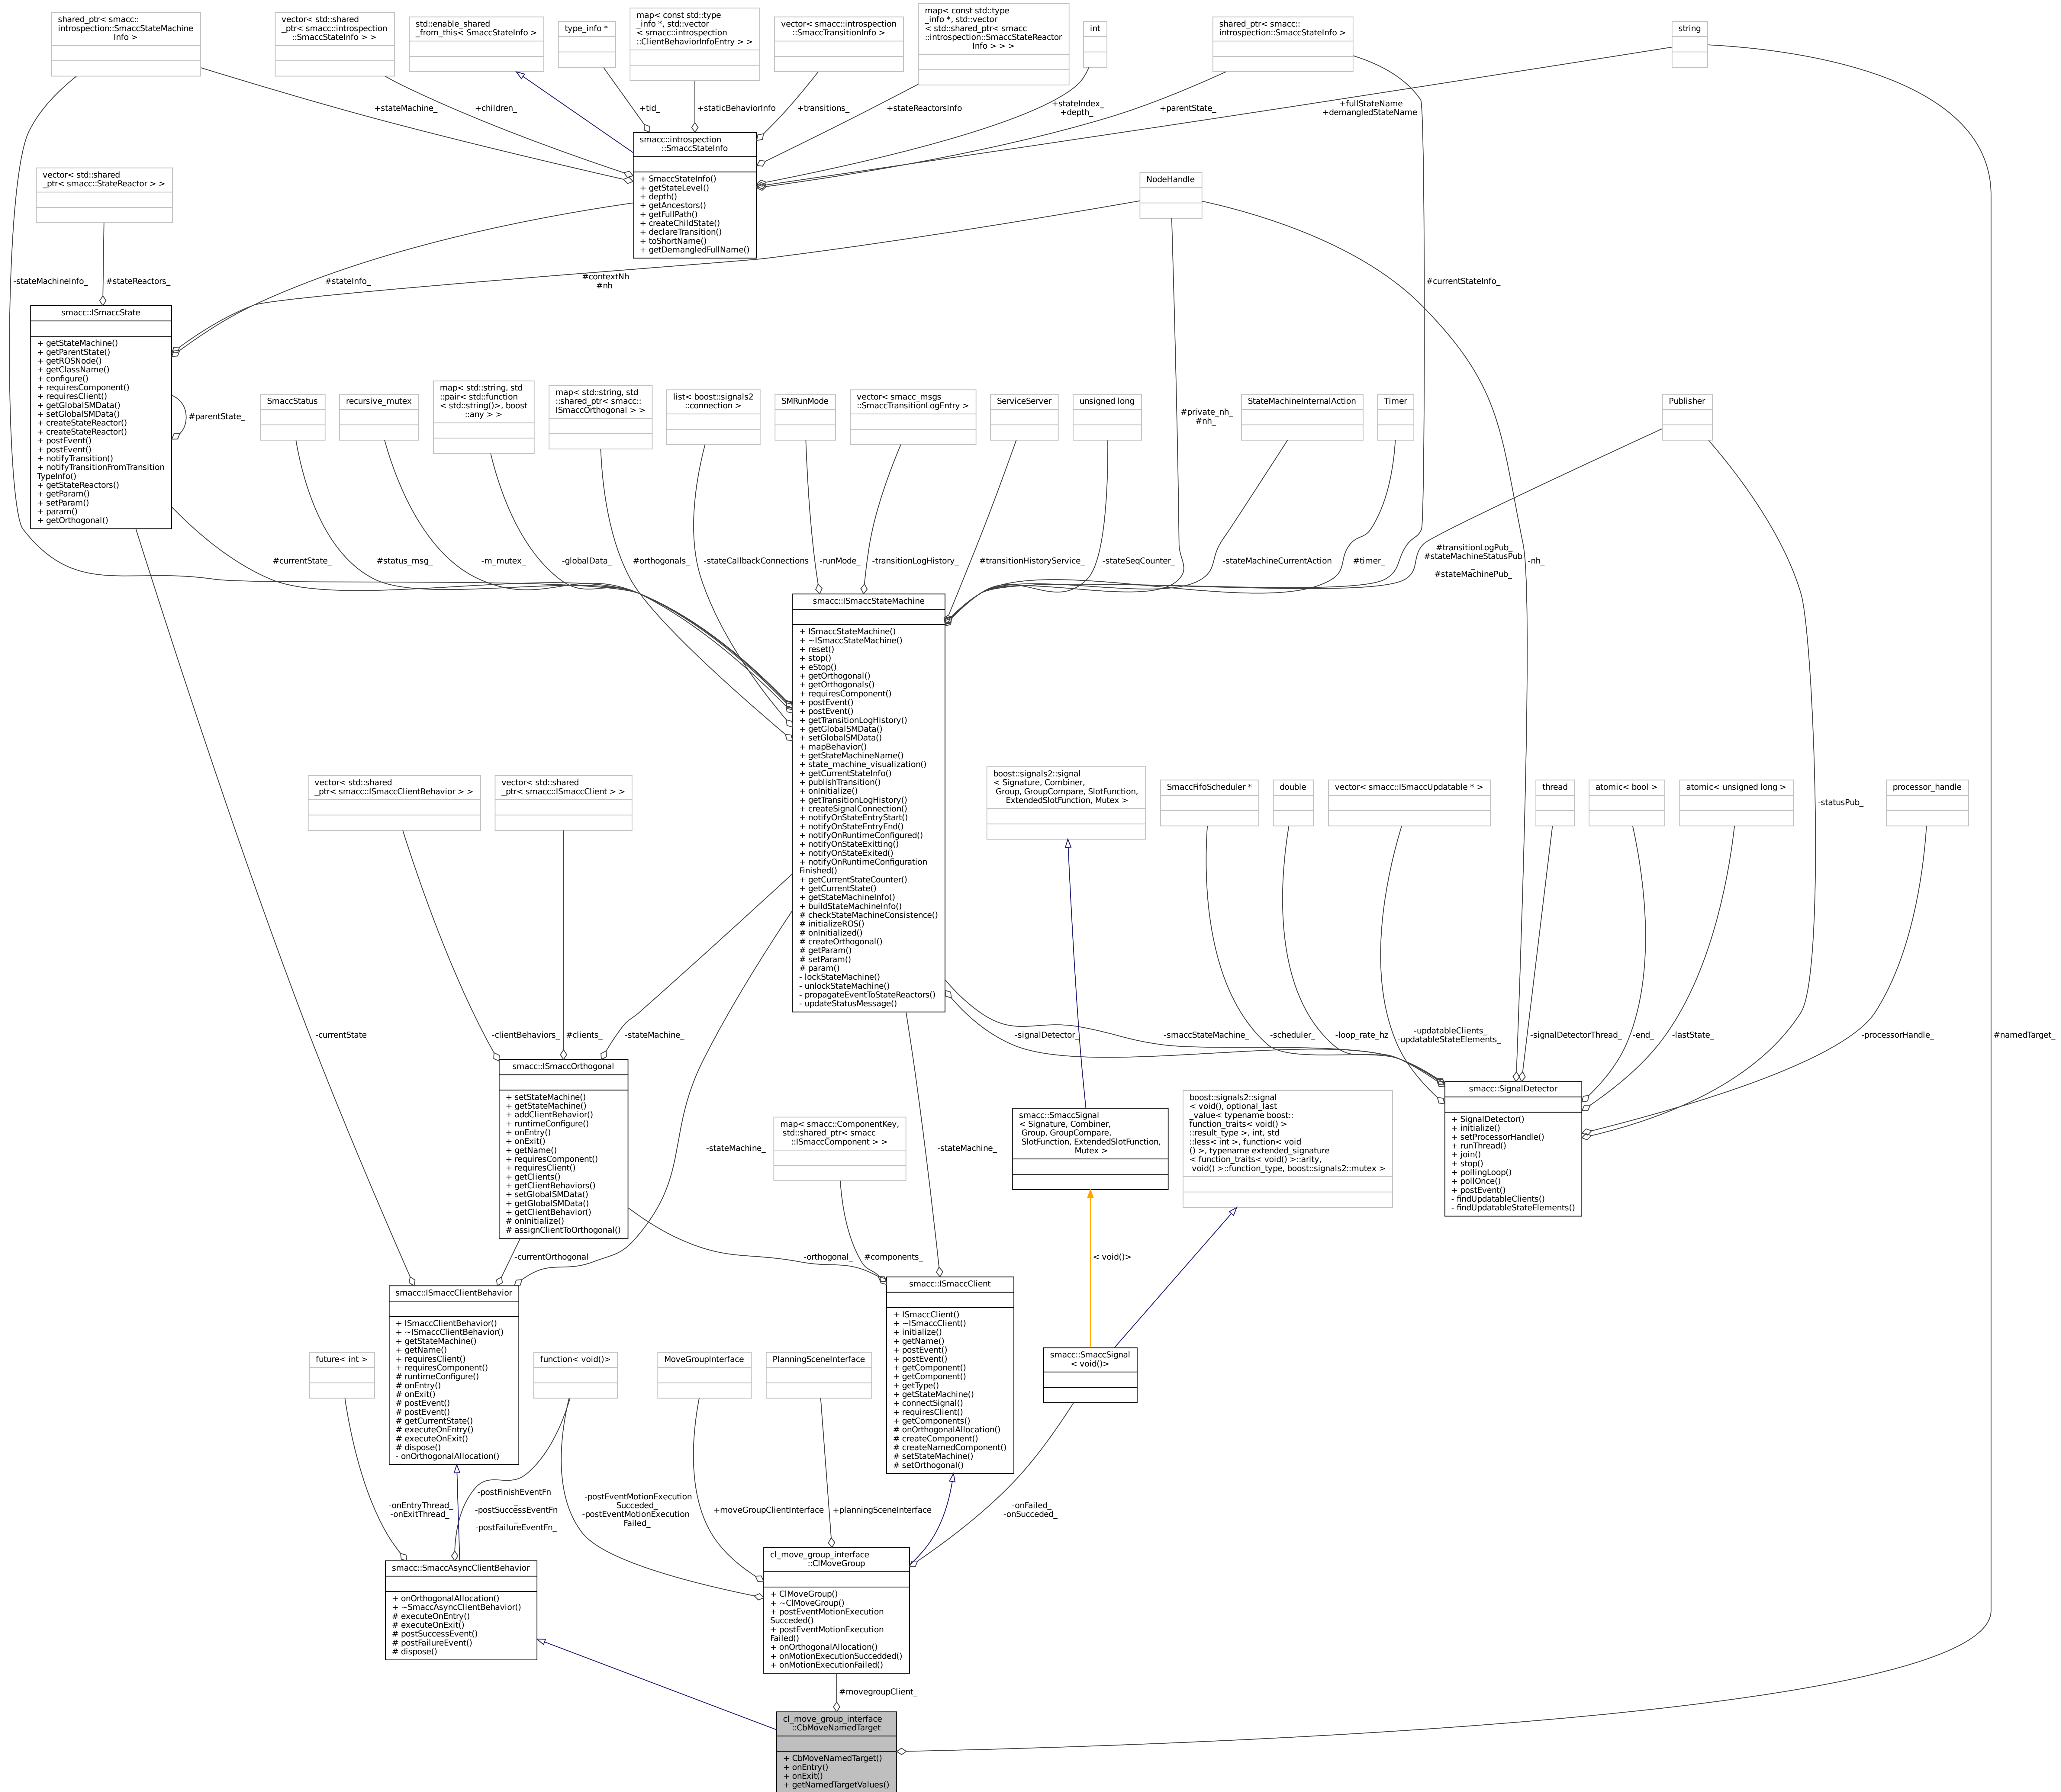 shared_ptr< smacc::
introspection::SmaccStateMachine
Info >
vector< std::shared
_ptr< smacc::introspection
::SmaccStateInfo > >
std::enable_shared
_from_this< SmaccStateInfo >
type_info *
map< const std::type
_info *, std::vector
< smacc::introspection
::ClientBehaviorInfoEntry > >
vector< smacc::introspection
::SmaccTransitionInfo >
map< const std::type
_info *, std::vector
< std::shared_ptr< smacc
::introspection::SmaccStateReactor
Info > > >
int
shared_ptr< smacc::
introspection::SmaccStateInfo >
string
+stateMachine_
+children_
+tid_
+staticBehaviorInfo
+transitions_
+stateReactorsInfo
+stateIndex_
+depth_
+parentState_
+fullStateName
+demangledStateName
smacc::introspection
::SmaccStateInfo
+ SmaccStateInfo()
+ getStateLevel()
+ depth()
+ getAncestors()
+ getFullPath()
+ createChildState()
+ declareTransition()
+ toShortName()
+ getDemangledFullName()
vector< std::shared
_ptr< smacc::StateReactor > >
NodeHandle
-stateMachineInfo_
#stateReactors_
#stateInfo_
#contextNh
#nh
#currentStateInfo_
smacc::ISmaccState
+ getStateMachine()
+ getParentState()
+ getROSNode()
+ getClassName()
+ configure()
+ requiresComponent()
+ requiresClient()
+ getGlobalSMData()
+ setGlobalSMData()
+ createStateReactor()
+ createStateReactor()
+ postEvent()
+ postEvent()
+ notifyTransition()
+ notifyTransitionFromTransition
TypeInfo()
+ getStateReactors()
+ getParam()
+ setParam()
+ param()
+ getOrthogonal()
#parentState_
SmaccStatus
recursive_mutex
map< std::string, std
::pair< std::function
< std::string()>, boost
::any > >
map< std::string, std
::shared_ptr< smacc::
ISmaccOrthogonal > >
list< boost::signals2
::connection >
SMRunMode
vector< smacc_msgs
::SmaccTransitionLogEntry >
ServiceServer
unsigned long
#private_nh_
#nh_
StateMachineInternalAction
Timer
Publisher
#currentState_
#status_msg_
-m_mutex_
-globalData_
#orthogonals_
-stateCallbackConnections
-runMode_
-transitionLogHistory_
#transitionHistoryService_
-stateSeqCounter_
-stateMachineCurrentAction
#timer_
#transitionLogPub_
#stateMachineStatusPub
_
#stateMachinePub_
-nh_
smacc::ISmaccStateMachine
+ ISmaccStateMachine()
+ ~ISmaccStateMachine()
+ reset()
+ stop()
+ eStop()
+ getOrthogonal()
+ getOrthogonals()
+ requiresComponent()
+ postEvent()
+ postEvent()
+ getTransitionLogHistory()
+ getGlobalSMData()
+ setGlobalSMData()
+ mapBehavior()
+ getStateMachineName()
+ state_machine_visualization()
+ getCurrentStateInfo()
+ publishTransition()
+ onInitialize()
+ getTransitionLogHistory()
+ createSignalConnection()
+ notifyOnStateEntryStart()
+ notifyOnStateEntryEnd()
+ notifyOnRuntimeConfigured()
+ notifyOnStateExitting()
+ notifyOnStateExited()
+ notifyOnRuntimeConfiguration
Finished()
+ getCurrentStateCounter()
+ getCurrentState()
+ getStateMachineInfo()
+ buildStateMachineInfo()
# checkStateMachineConsistence()
# initializeROS()
# onInitialized()
# createOrthogonal()
# getParam()
# setParam()
# param()
- lockStateMachine()
- unlockStateMachine()
- propagateEventToStateReactors()
- updateStatusMessage()
vector< std::shared
_ptr< smacc::ISmaccClientBehavior > >
vector< std::shared
_ptr< smacc::ISmaccClient > >
boost::signals2::signal
< Signature, Combiner,
Group, GroupCompare, SlotFunction,
ExtendedSlotFunction, Mutex >
SmaccFifoScheduler *
double
vector< smacc::ISmaccUpdatable * >
thread
atomic< bool >
atomic< unsigned long >
processor_handle
-statusPub_
-currentState
-clientBehaviors_
#clients_
-stateMachine_
-signalDetector_
-smaccStateMachine_
-scheduler_
-loop_rate_hz
-updatableClients_
-updatableStateElements_
-signalDetectorThread_
-end_
-lastState_
-processorHandle_
#namedTarget_
smacc::ISmaccOrthogonal
+ setStateMachine()
+ getStateMachine()
+ addClientBehavior()
+ runtimeConfigure()
+ onEntry()
+ onExit()
+ getName()
+ requiresComponent()
+ requiresClient()
+ getClients()
+ getClientBehaviors()
+ setGlobalSMData()
+ getGlobalSMData()
+ getClientBehavior()
# onInitialize()
# assignClientToOrthogonal()
smacc::SignalDetector
+ SignalDetector()
+ initialize()
+ setProcessorHandle()
+ runThread()
+ join()
+ stop()
+ pollingLoop()
+ pollOnce()
+ postEvent()
- findUpdatableClients()
- findUpdatableStateElements()
map< smacc::ComponentKey,
std::shared_ptr< smacc
::ISmaccComponent > >
smacc::SmaccSignal
< Signature, Combiner,
Group, GroupCompare,
SlotFunction, ExtendedSlotFunction,
Mutex >
boost::signals2::signal
< void(), optional_last
_value< typename boost::
function_traits< void() >
::result_type >, int, std
::less< int >, function< void
() >, typename extended_signature
< function_traits< void() >::arity,
void() >::function_type, boost::signals2::mutex >
-stateMachine_
-stateMachine_
-currentOrthogonal
-orthogonal_
#components_
< void()>
smacc::ISmaccClientBehavior
+ ISmaccClientBehavior()
+ ~ISmaccClientBehavior()
+ getStateMachine()
+ getName()
+ requiresClient()
+ requiresComponent()
# runtimeConfigure()
# onEntry()
# onExit()
# postEvent()
# postEvent()
# getCurrentState()
# executeOnEntry()
# executeOnExit()
# dispose()
- onOrthogonalAllocation()
smacc::ISmaccClient
+ ISmaccClient()
+ ~ISmaccClient()
+ initialize()
+ getName()
+ postEvent()
+ postEvent()
+ getComponent()
+ getComponent()
+ getType()
+ getStateMachine()
+ connectSignal()
+ requiresClient()
+ getComponents()
# onOrthogonalAllocation()
# createComponent()
# createNamedComponent()
# setStateMachine()
# setOrthogonal()
future< int >
function< void()>
MoveGroupInterface
PlanningSceneInterface
smacc::SmaccSignal
< void()>
-onEntryThread_
-onExitThread_
-postFinishEventFn
_
-postSuccessEventFn
_
-postFailureEventFn_
-postEventMotionExecution
Succeded_
-postEventMotionExecution
Failed_
+moveGroupClientInterface
+planningSceneInterface
-onFailed_
-onSucceded_
smacc::SmaccAsyncClientBehavior
+ onOrthogonalAllocation()
+ ~SmaccAsyncClientBehavior()
# executeOnEntry()
# executeOnExit()
# postSuccessEvent()
# postFailureEvent()
# dispose()
cl_move_group_interface
::ClMoveGroup
+ ClMoveGroup()
+ ~ClMoveGroup()
+ postEventMotionExecution
Succeded()
+ postEventMotionExecution
Failed()
+ onOrthogonalAllocation()
+ onMotionExecutionSuccedded()
+ onMotionExecutionFailed()
#movegroupClient_
cl_move_group_interface
::CbMoveNamedTarget
+ CbMoveNamedTarget()
+ onEntry()
+ onExit()
+ getNamedTargetValues()